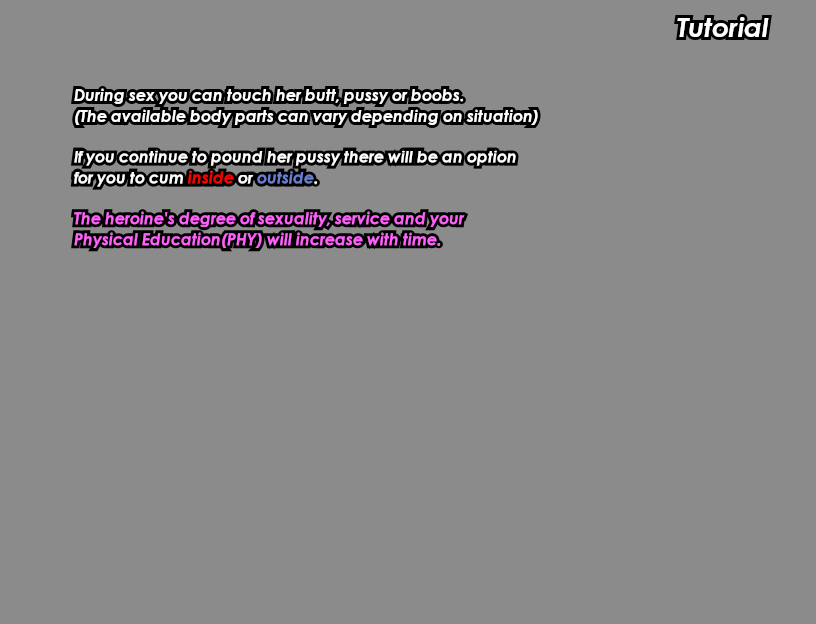 Tutorial
During sex you can touch her butt, pussy or boobs.
(The available body parts can vary depending on situation)
If you continue to pound her pussy there will be an option
for you to cum inside or outside.
The heroine's degree of sexuality, service and your
Physical Education(PHY) will increase with time.